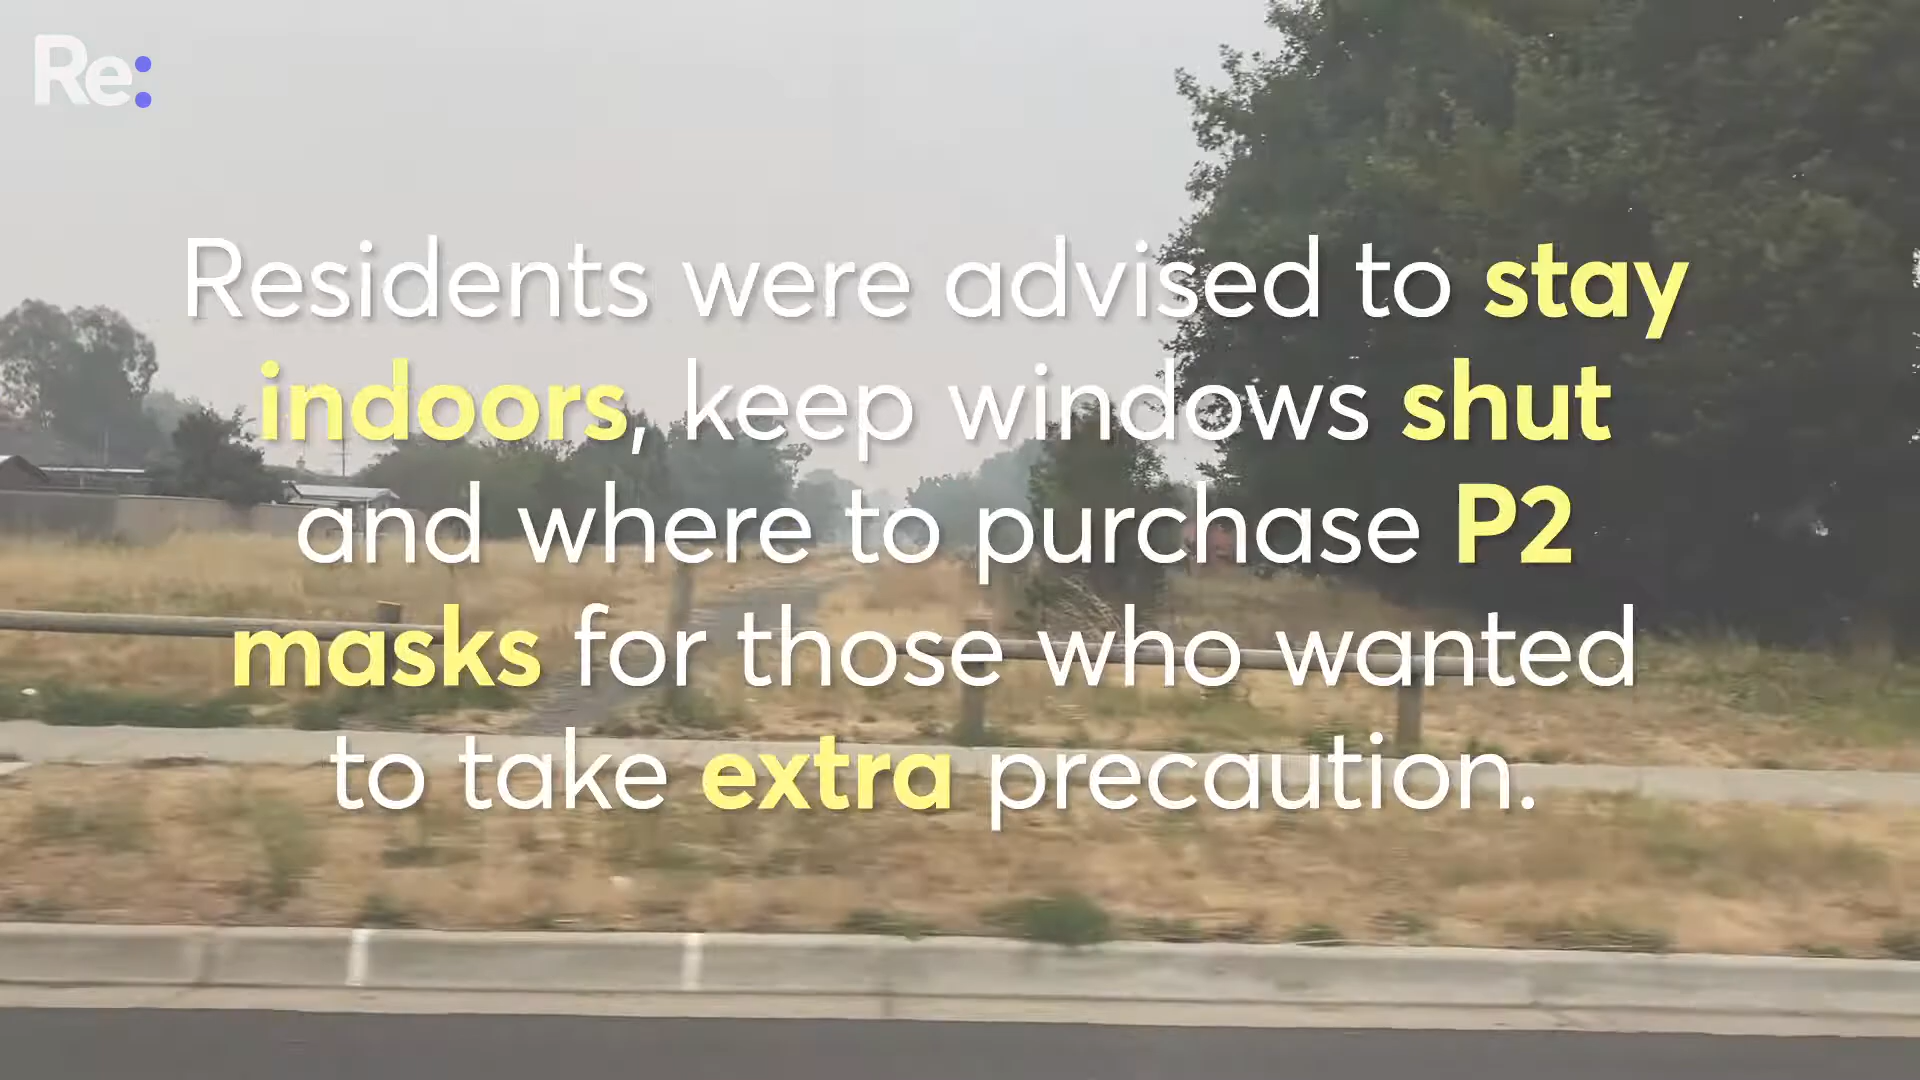 Re:
Residents were advised to stay
indoors, keep windows shut
and where to purchase P2
masks for those who wanted
to take extra precaution.